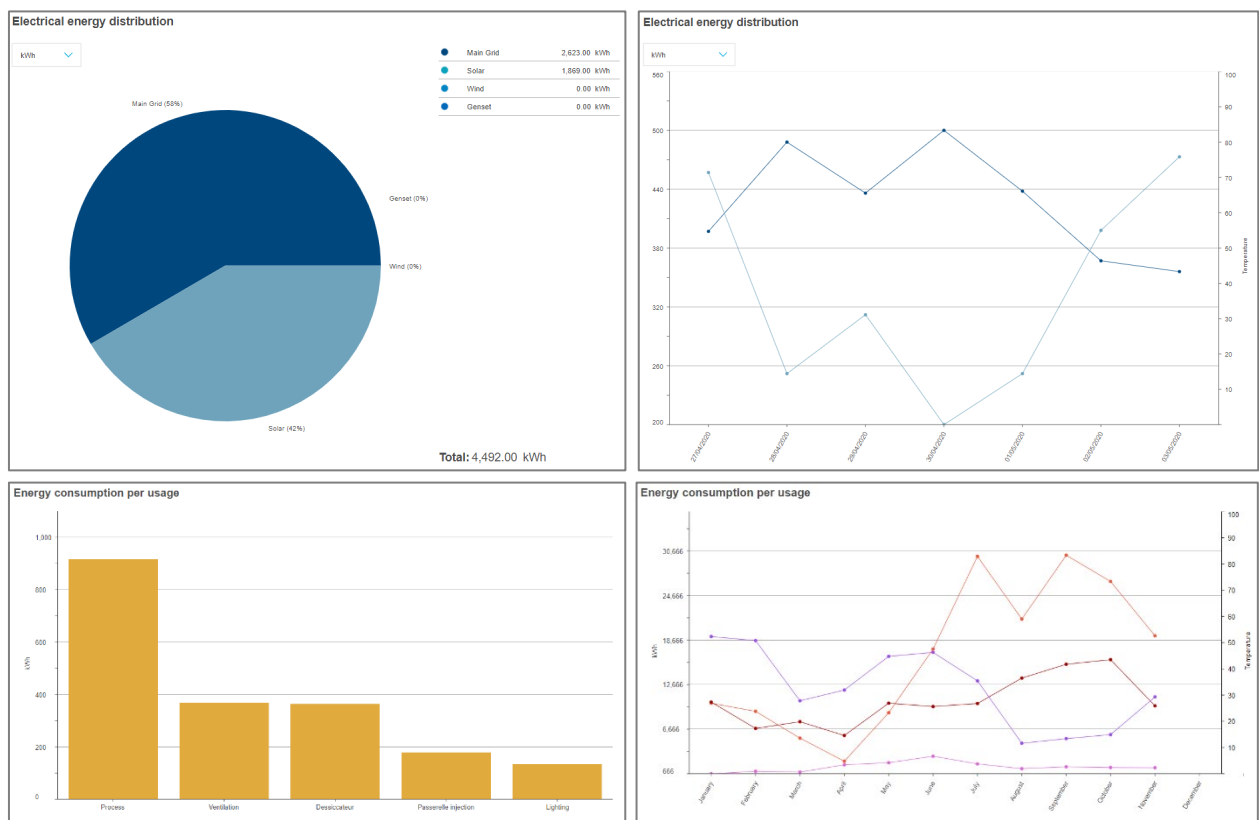 Electrical energy distribution
kWh
Main Grid 2,623.00 kWh
Solar 1,869.00 kWh
Wind 0.00 kWh
Genset 0.00 kWh
Main Grid (58%)
Genset (0%)
Wind (0%)
Solar (42%)
Total: 4,492.00 kWh
Electrical energy distribution
kWh
560
500
440
380
320
260
200
100
90
80
70
60
50
40
30
20
10
Temperature
27/04/2020
28/04/2020
29/04/2020
30/04/2020
01/05/2020
02/05/2020
03/05/2020
Energy consumption per usage
1,000
800
600
400
200
0
kWh
Process
Ventilation
Dessiccateur
Passerelle injection
Lighting
Energy consumption per usage
30,666
24,666
18,666
12,666
6,666
666
kWh
100
90
80
70
60
50
40
30
20
10
Temperature
January
February
March
April
May
June
July
August
September
October
November
December